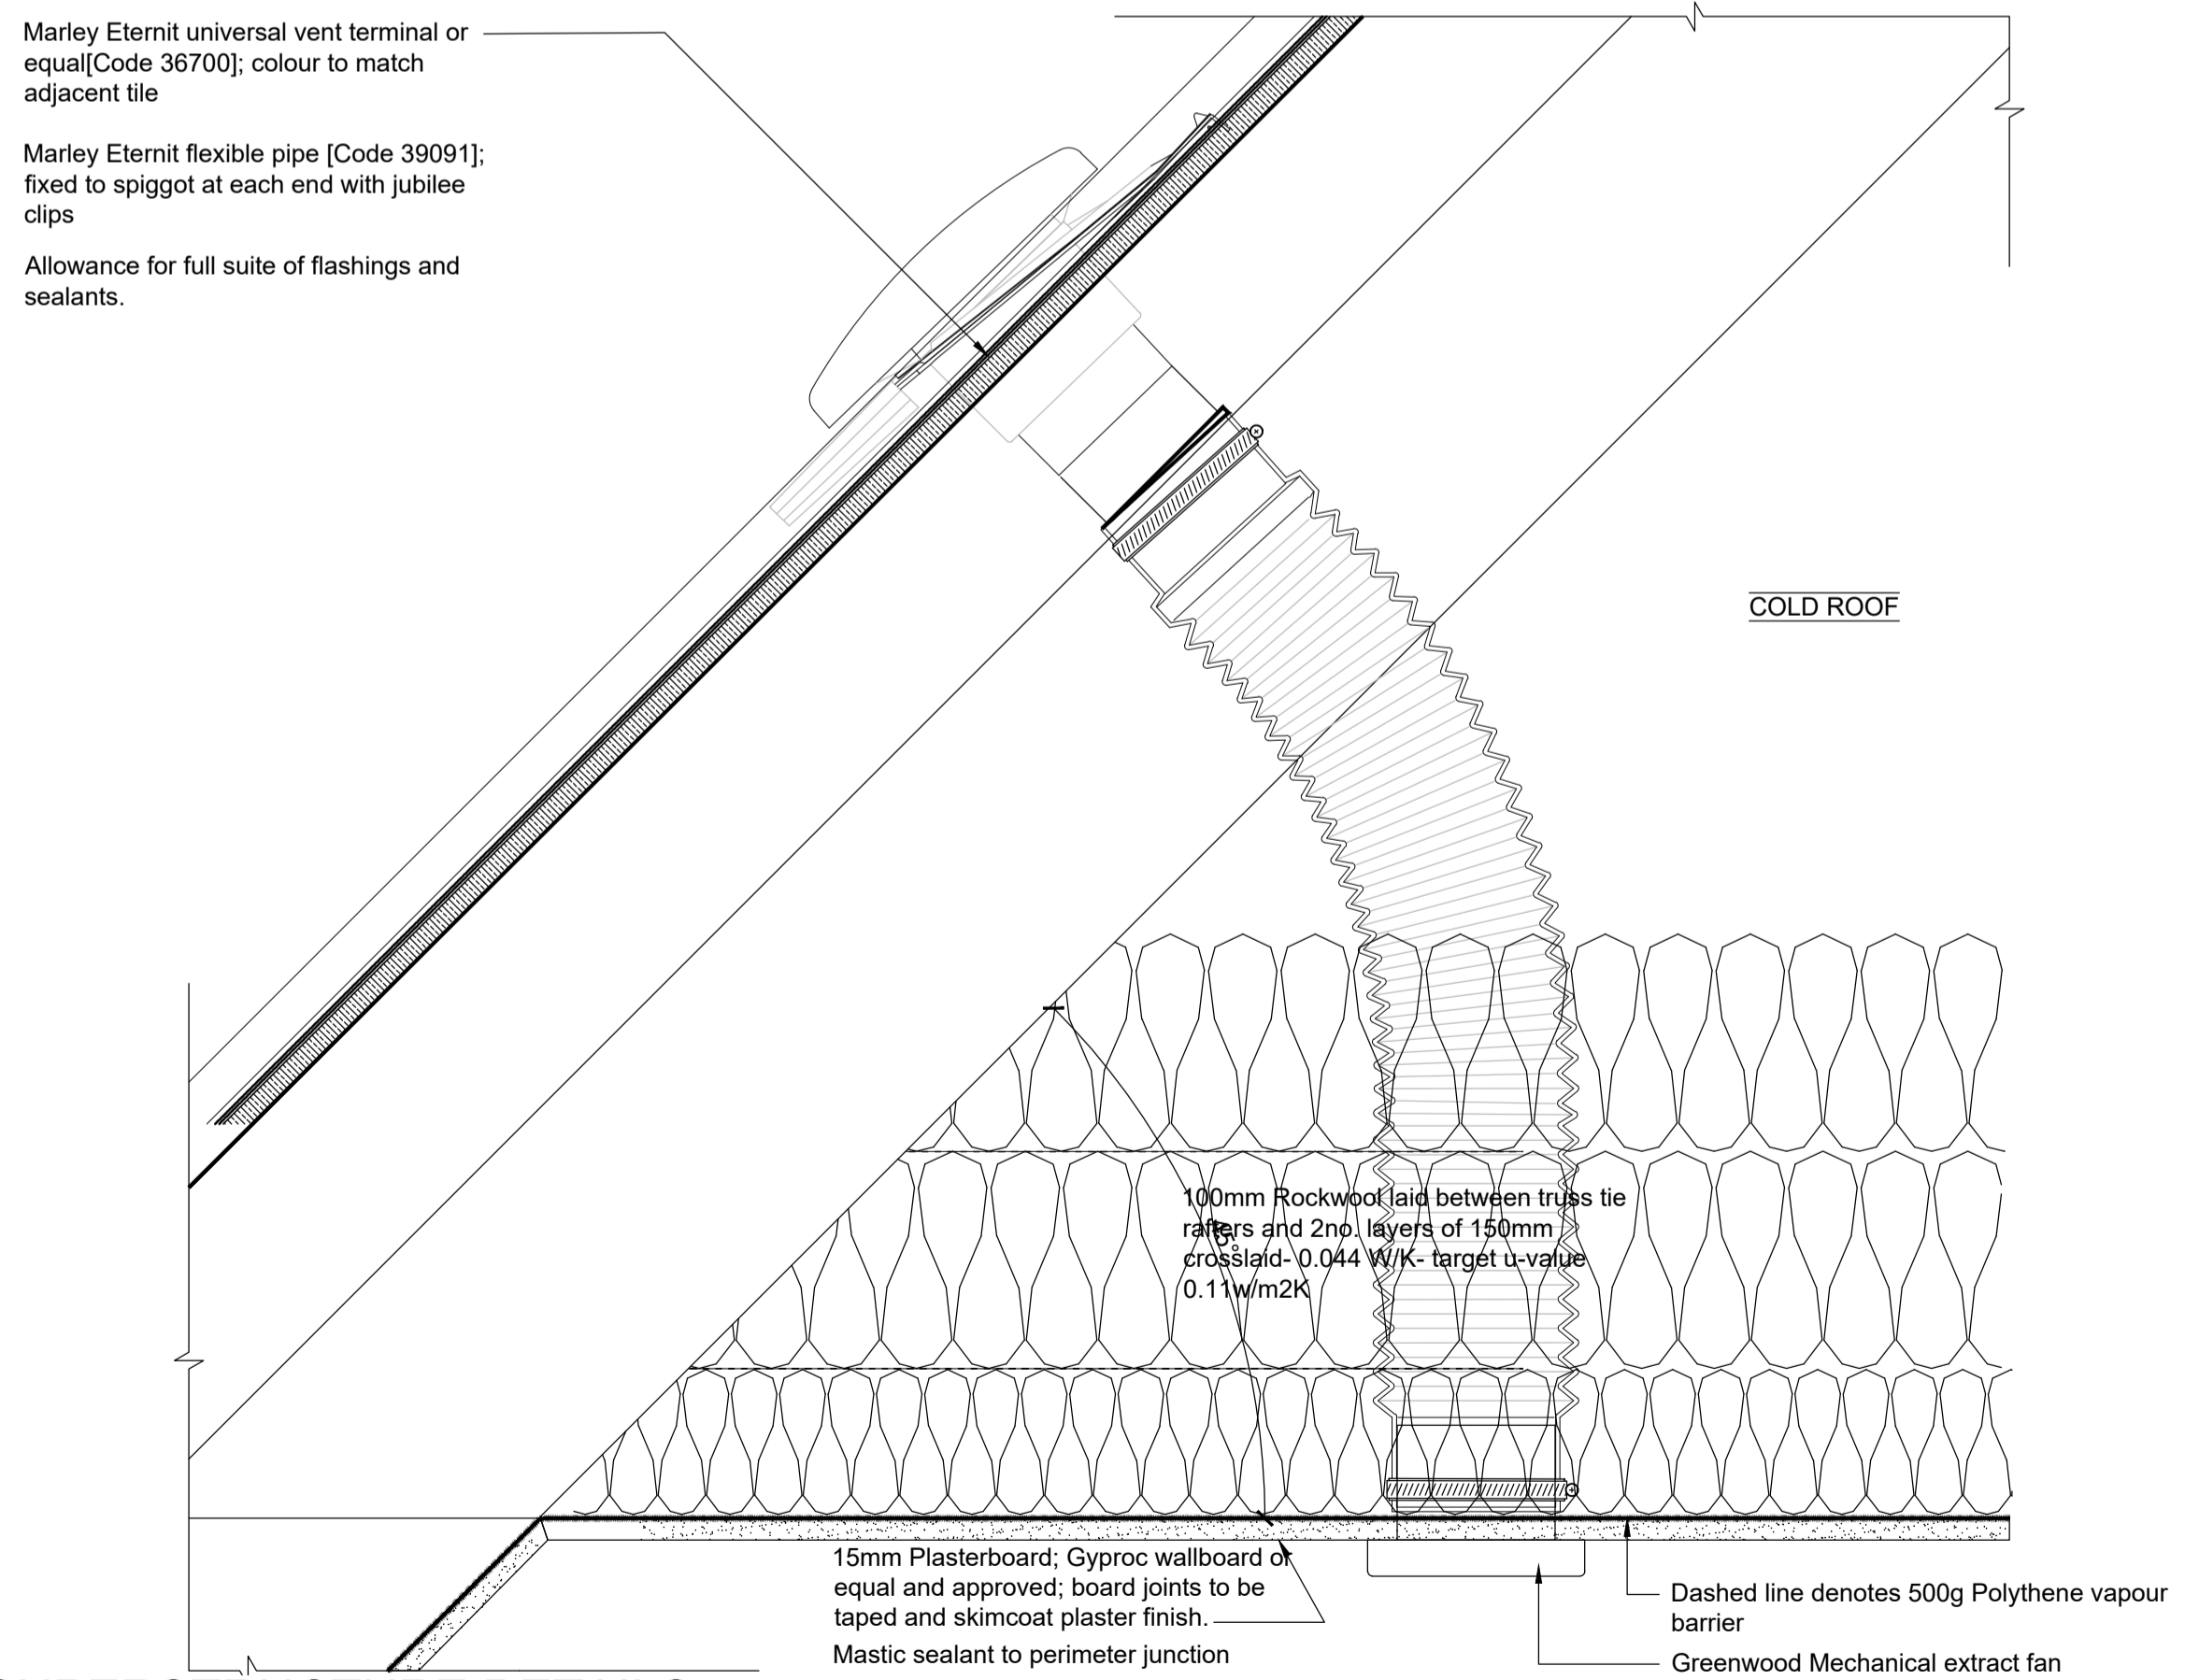 Marley Eternit universal vent terminal or
equal[Code 36700]; colour to match
adjacent tile
Marley Eternit flexible pipe [Code 39091];
fixed to spiggot at each end with jubilee
clips
Allowance for full suite of flashings and
sealants.
COLD ROOF
100mm Rockwool laid between truss tie
rafters and 2no. layers of 150mm
crosslaid- 0.044 W/K- target u-value
0.11w/m2K
45°
15mm Plasterboard; Gyproc wallboard or
equal and approved; board joints to be
taped and skimcoat plaster finish.
Mastic sealant to perimeter junction
Dashed line denotes 500g Polythene vapour
barrier
Greenwood Mechanical extract fan